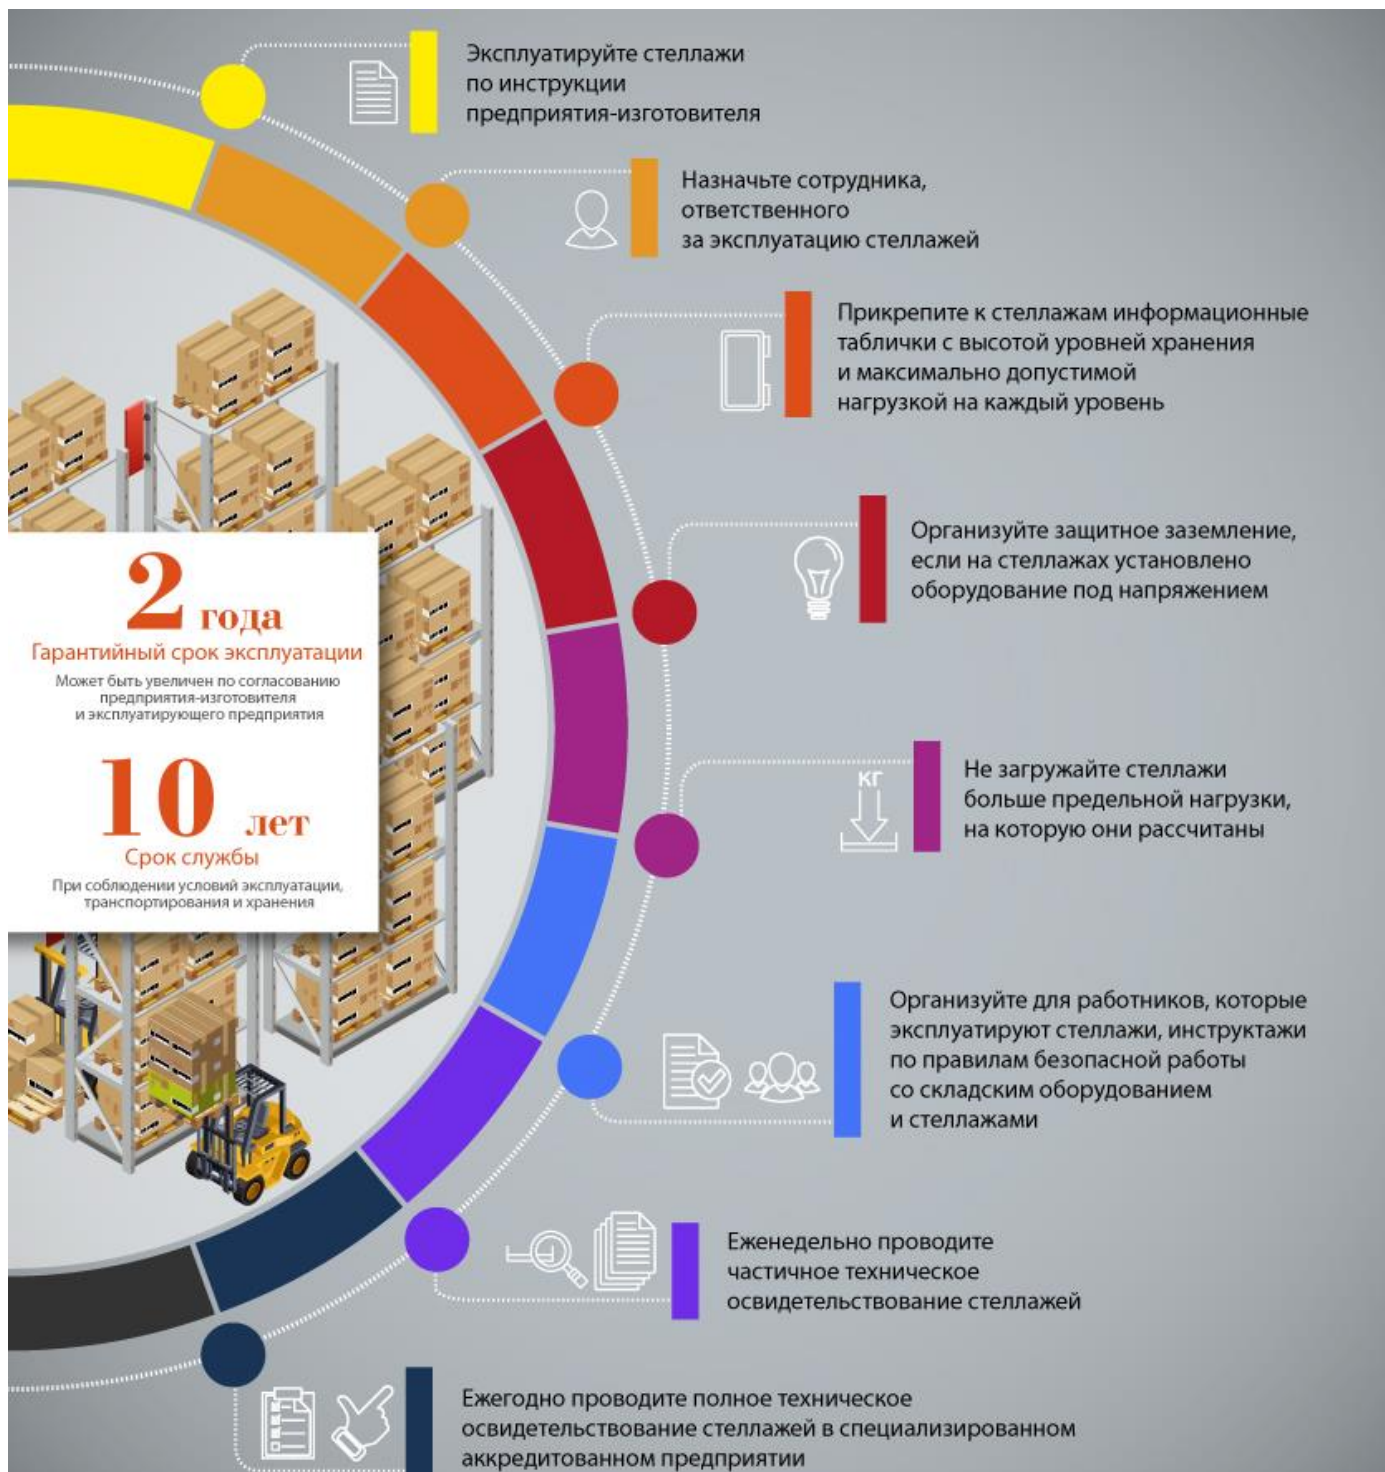 Эксплуатируйте стеллажи
по инструкции
предприятия-изготовителя
Назначьте сотрудника,
ответственного
за эксплуатацию стеллажей
Прикрепите к стеллажам информационные
таблички с высотой уровней хранения
и максимально допустимой
нагрузкой на каждый уровень
Организуйте защитное заземление,
если на стеллажах установлено
оборудование под напряжением
2 года
Гарантийный срок эксплуатации
Может быть увеличен по согласованию
предприятия-изготовителя
и эксплуатирующего предприятия
10 лет
Срок службы
При соблюдении условий эксплуатации,
транспортирования и хранения
кг
Не загружайте стеллажи
больше предельной нагрузки,
на которую они рассчитаны
Организуйте для работников, которые
эксплуатируют стеллажи, инструктажи
по правилам безопасной работы
со складским оборудованием
и стеллажами
Еженедельно проводите
частичное техническое
освидетельствование стеллажей
Ежегодно проводите полное техническое
освидетельствование стеллажей в специализированном
аккредитованном предприятии